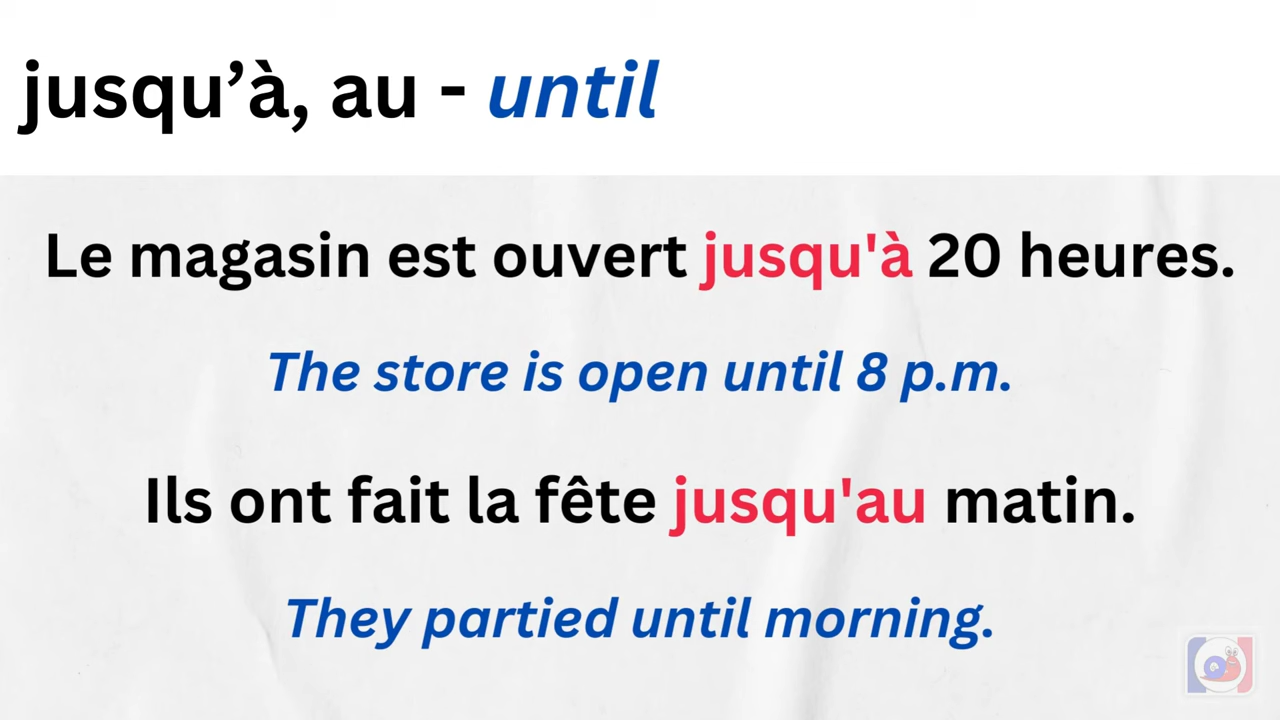 jusqu’à, au - until
Le magasin est ouvert jusqu'à 20 heures.
The store is open until 8 p.m.
Ils ont fait la fête jusqu'au matin.
They partied until morning.